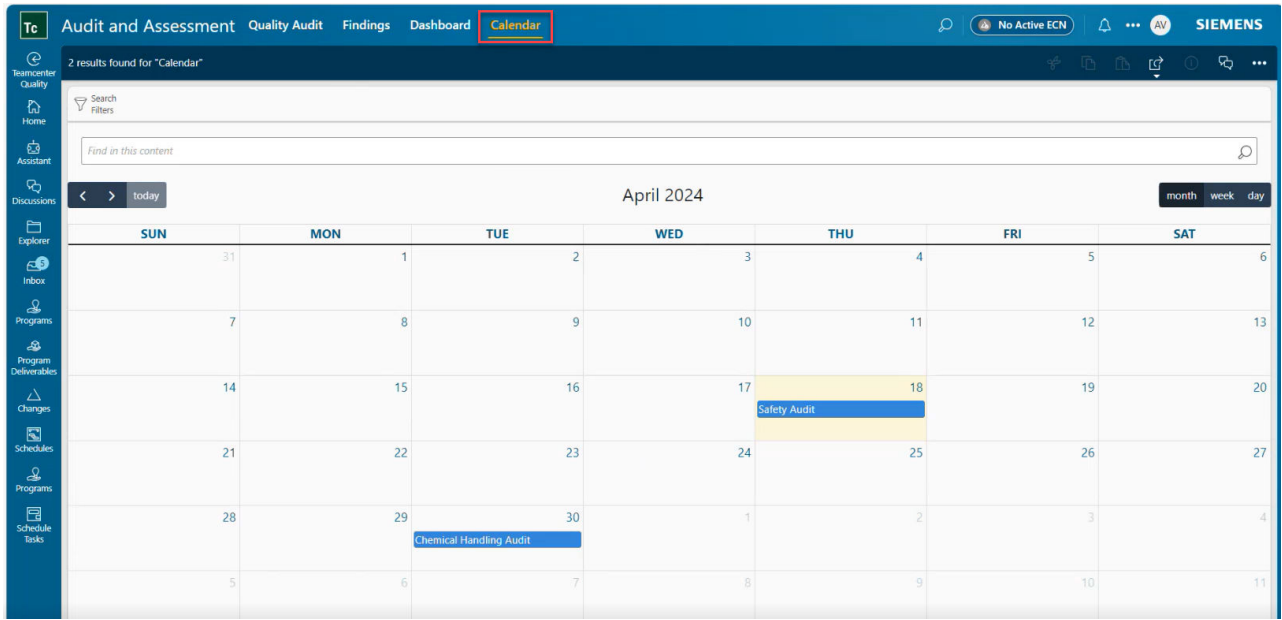 Tc Audit and Assessment Quality Audit Findings Dashboard Calendar No Active ECN AV SIEMENS
Teamcenter
Quality
Home
Assistant
Discussions
Explorer
5
Inbox
Programs
Program
Deliverables
Changes
Schedules
Programs
Schedule
Tasks
2 results found for "Calendar"
Search
Filters
Find in this content
today April 2024 month week day
SUN MON TUE WED THU FRI SAT
31 1 2 3 4 5 6
7 8 9 10 11 12 13
14 15 16 17 18 19 20
Safety Audit
21 22 23 24 25 26 27
28 29 30 1 2 3 4
Chemical Handling Audit
5 6 7 8 9 10 11